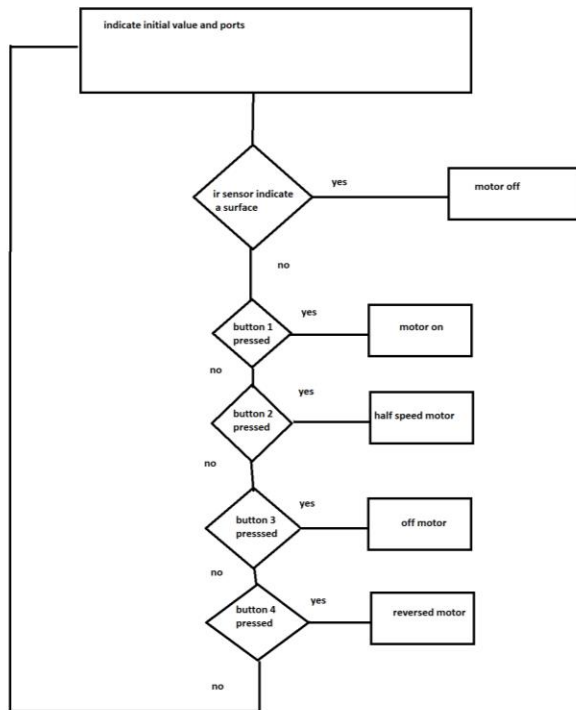 indicate initial value and ports
ir sensor indicate
a surface
yes
motor off
no
button 1
pressed
yes
motor on
no
button 2
pressed
yes
half speed motor
no
button 3
presssed
yes
off motor
no
button 4
pressed
yes
reversed motor
no